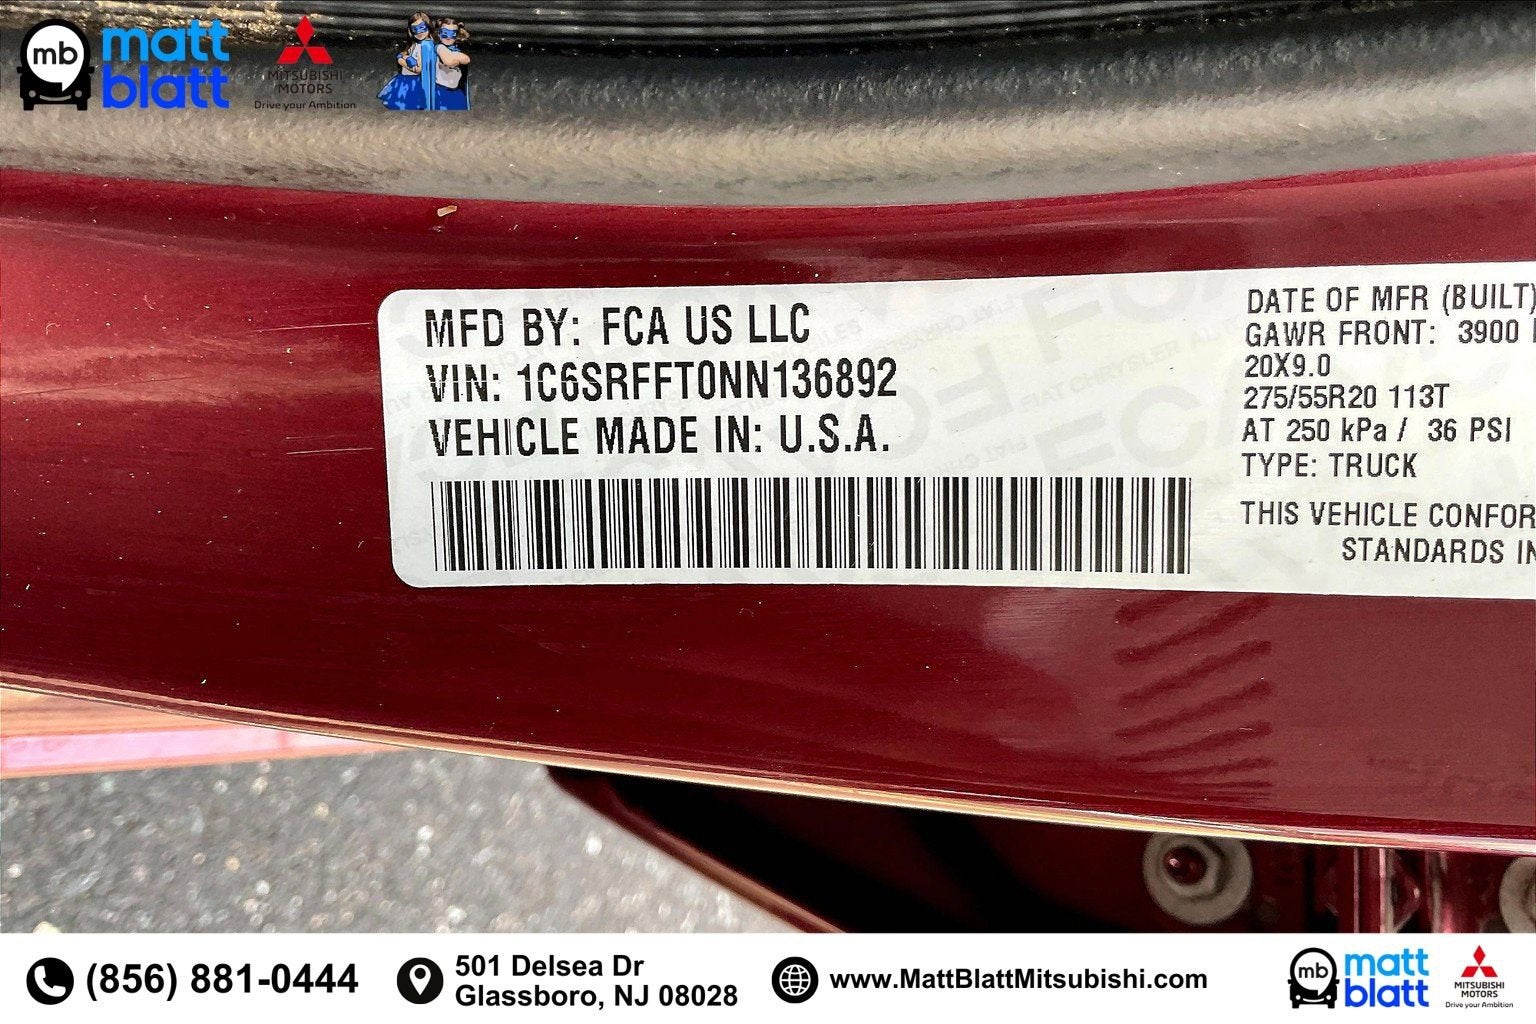 mb matt blatt
MITSUBISHI
MOTORS
Drive your Ambition
MFD BY: FCA US LLC
VIN: 1C6SRFFT0NN136892
VEHICLE MADE IN: U.S.A.
DATE OF MFR (BUILT)
GAWR FRONT: 3900
20X9.0
275/55R20 113T
AT 250 kPa / 36 PSI
TYPE: TRUCK
THIS VEHICLE CONFOR
STANDARDS IN
(856) 881-0444
501 Delsea Dr
Glassboro, NJ 08028
www.MattBlattMitsubishi.com
mb matt blatt
MITSUBISHI
MOTORS
Drive your Ambition